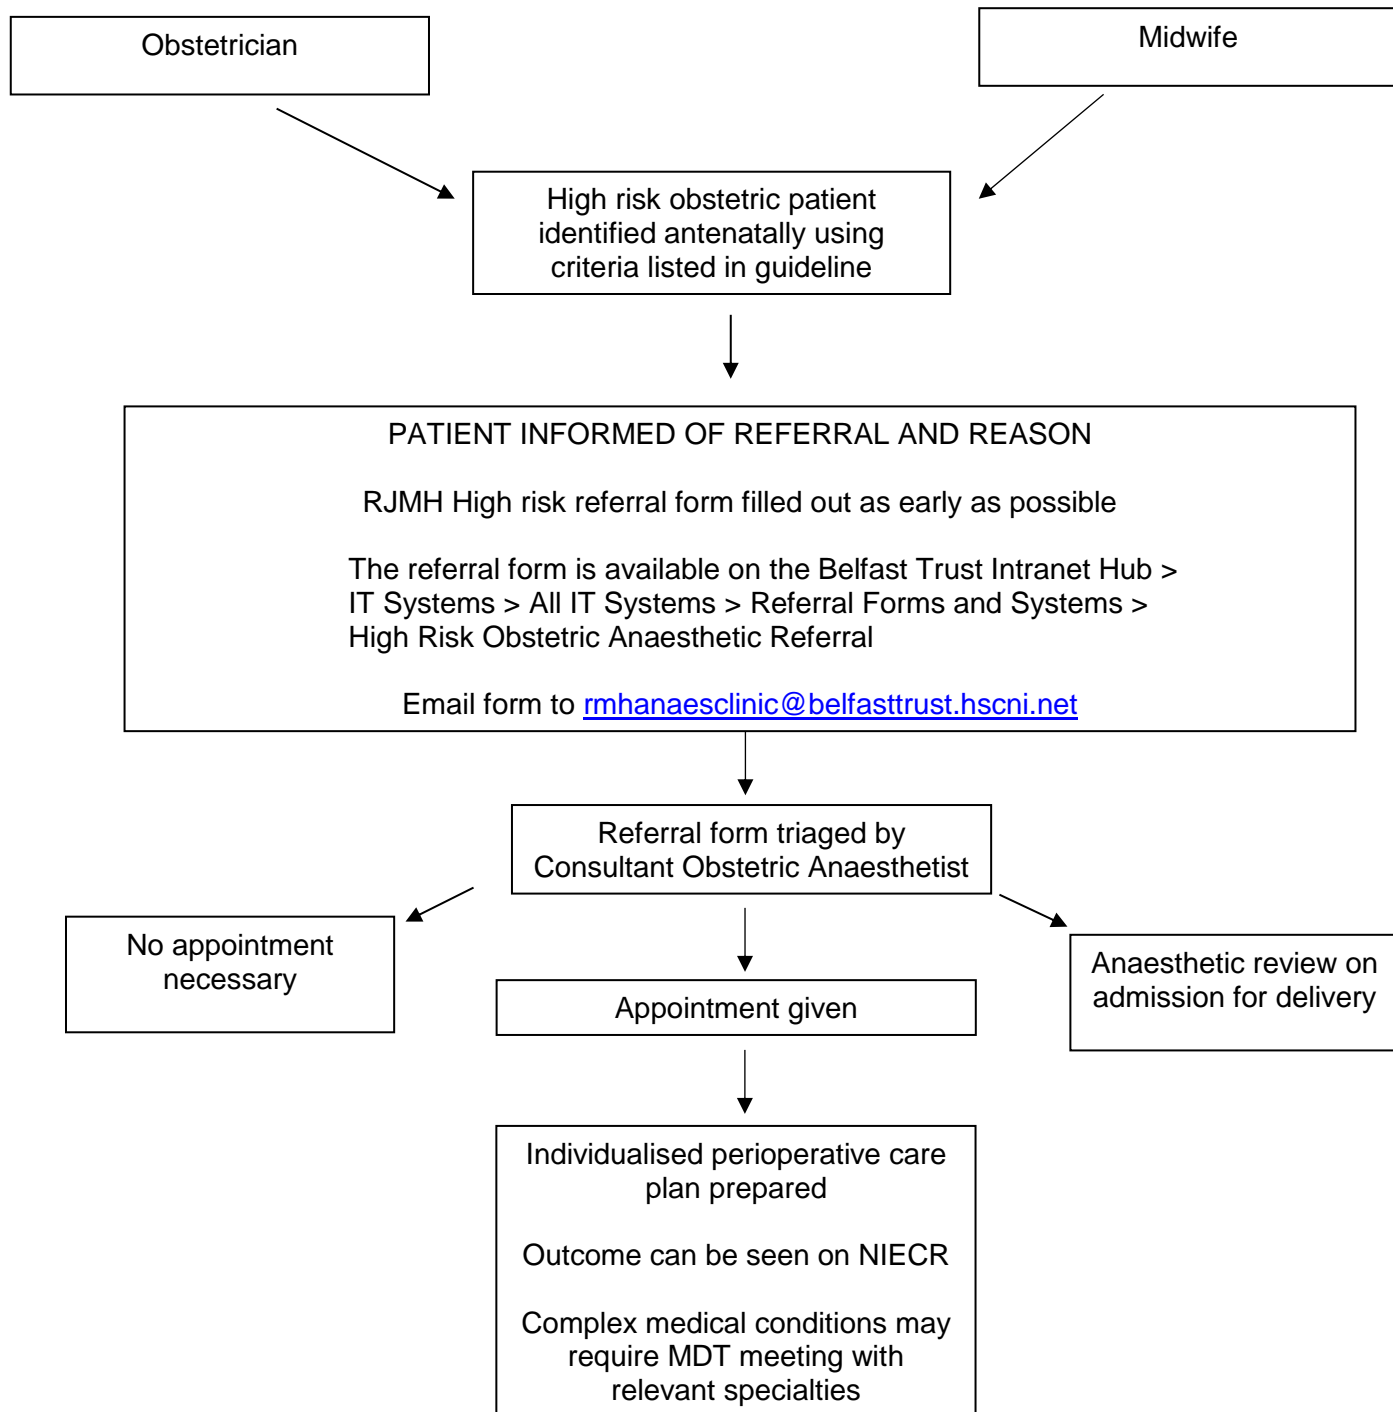 Obstetrician
Midwife
High risk obstetric patient
identified antenatally using
criteria listed in guideline
PATIENT INFORMED OF REFERRAL AND REASON
RJMH High risk referral form filled out as early as possible
The referral form is available on the Belfast Trust Intranet Hub >
IT Systems > All IT Systems > Referral Forms and Systems >
High Risk Obstetric Anaesthetic Referral
Email form to rmhanaesclinic@belfasttrust.hscni.net
Referral form triaged by
Consultant Obstetric Anaesthetist
No appointment
necessary
Appointment given
Anaesthetic review on
admission for delivery
Individualised perioperative care
plan prepared
Outcome can be seen on NIECR
Complex medical conditions may
require MDT meeting with
relevant specialties